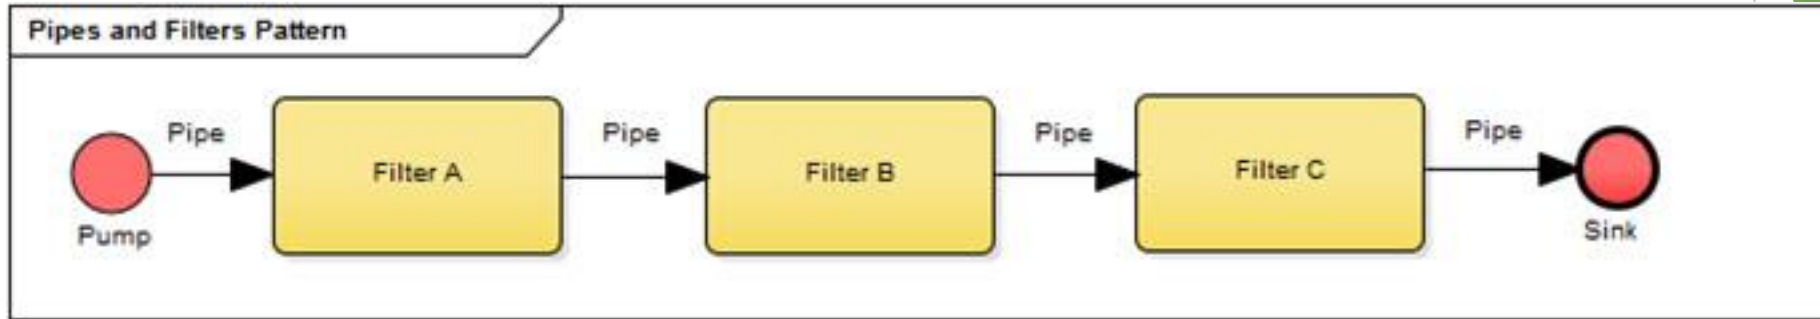 Pipes and Filters Pattern
Pipe
Pipe
Pipe
Pipe
Filter A
Filter B
Filter C
Pump
Sink